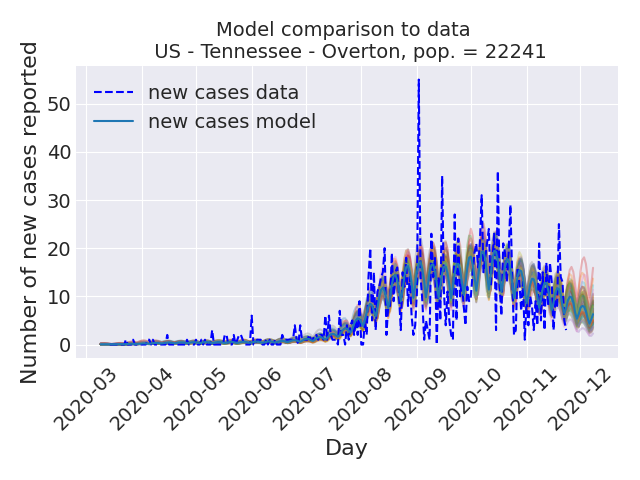 Model comparison to data
US - Tennessee - Overton, pop. = 22241
Number of new cases reported
50
40
30
20
10
0
new cases data
new cases model
2020-03
2020-04
2020-05
2020-06
2020-07
2020-08
2020-09
2020-10
2020-11
2020-12
Day